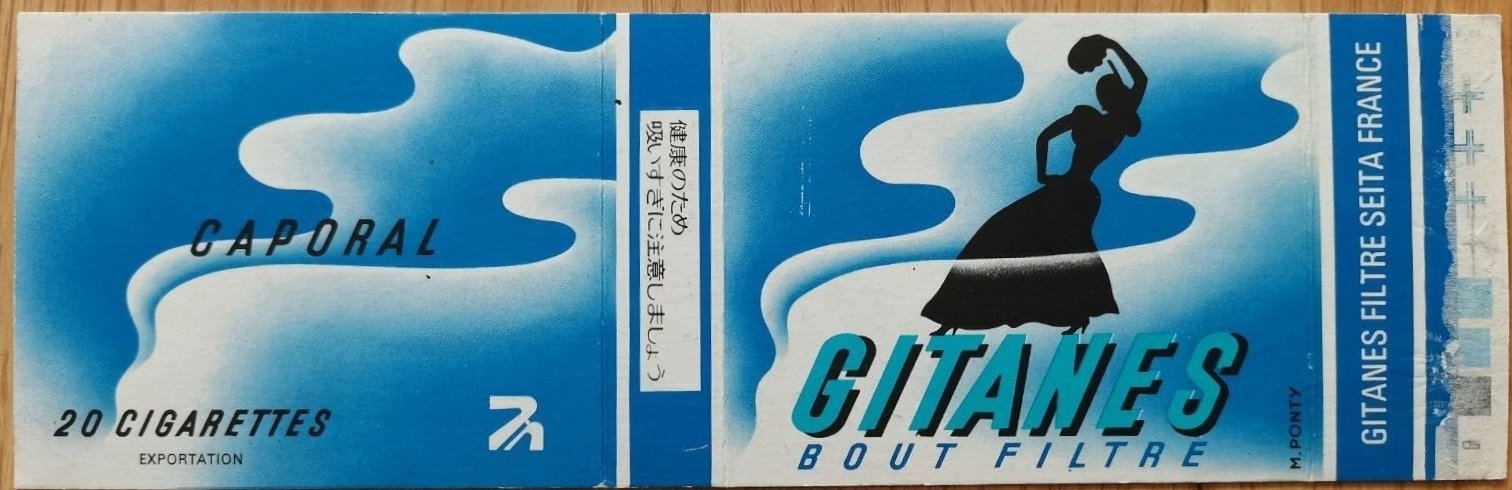 CAPORAL
20 CIGARETTES
EXPORTATION
健康のため
吸いすぎに注意しましょう
GITANES
BOUT FILTRE
M. PONTY
GITANES FILTRE SEITA FRANCE